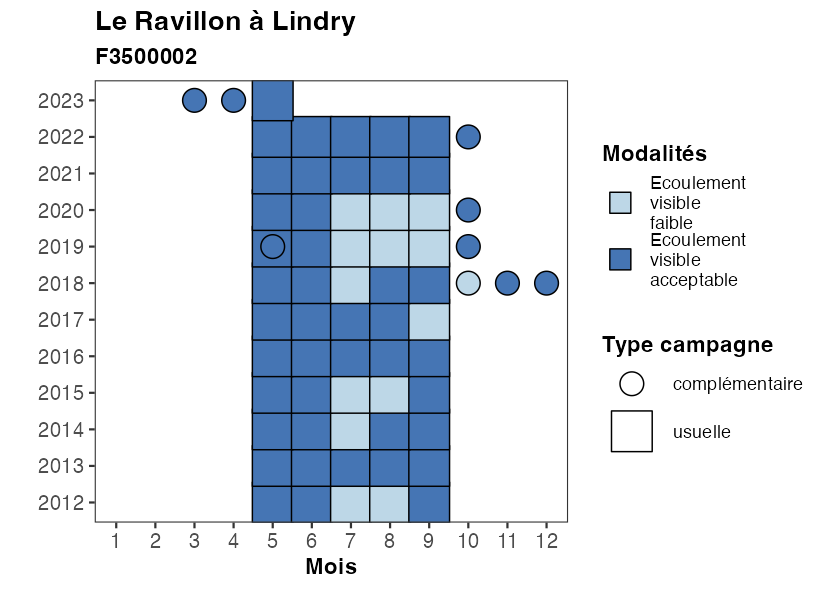 Le Ravillon à Lindry
F3500002
2023
2022
2021
2020
2019
2018
2017
2016
2015
2014
2013
2012
1 2 3 4 5 6 7 8 9 10 11 12
Mois
Modalités
Ecoulement
visible
faible
Ecoulement
visible
acceptable
Type campagne
complémentaire
usuelle